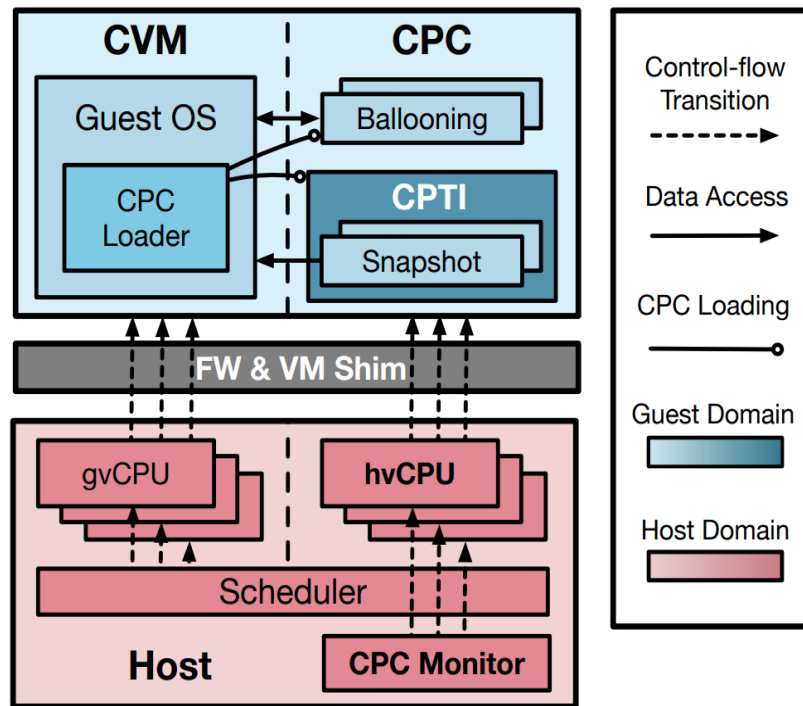 CVM
CPC
Guest OS
Ballooning
CPC
Loader
CPTI
Snapshot
FW & VM Shim
gvCPU
hvCPU
Scheduler
Host
CPC Monitor
Control-flow
Transition
Data Access
CPC Loading
Guest Domain
Host Domain